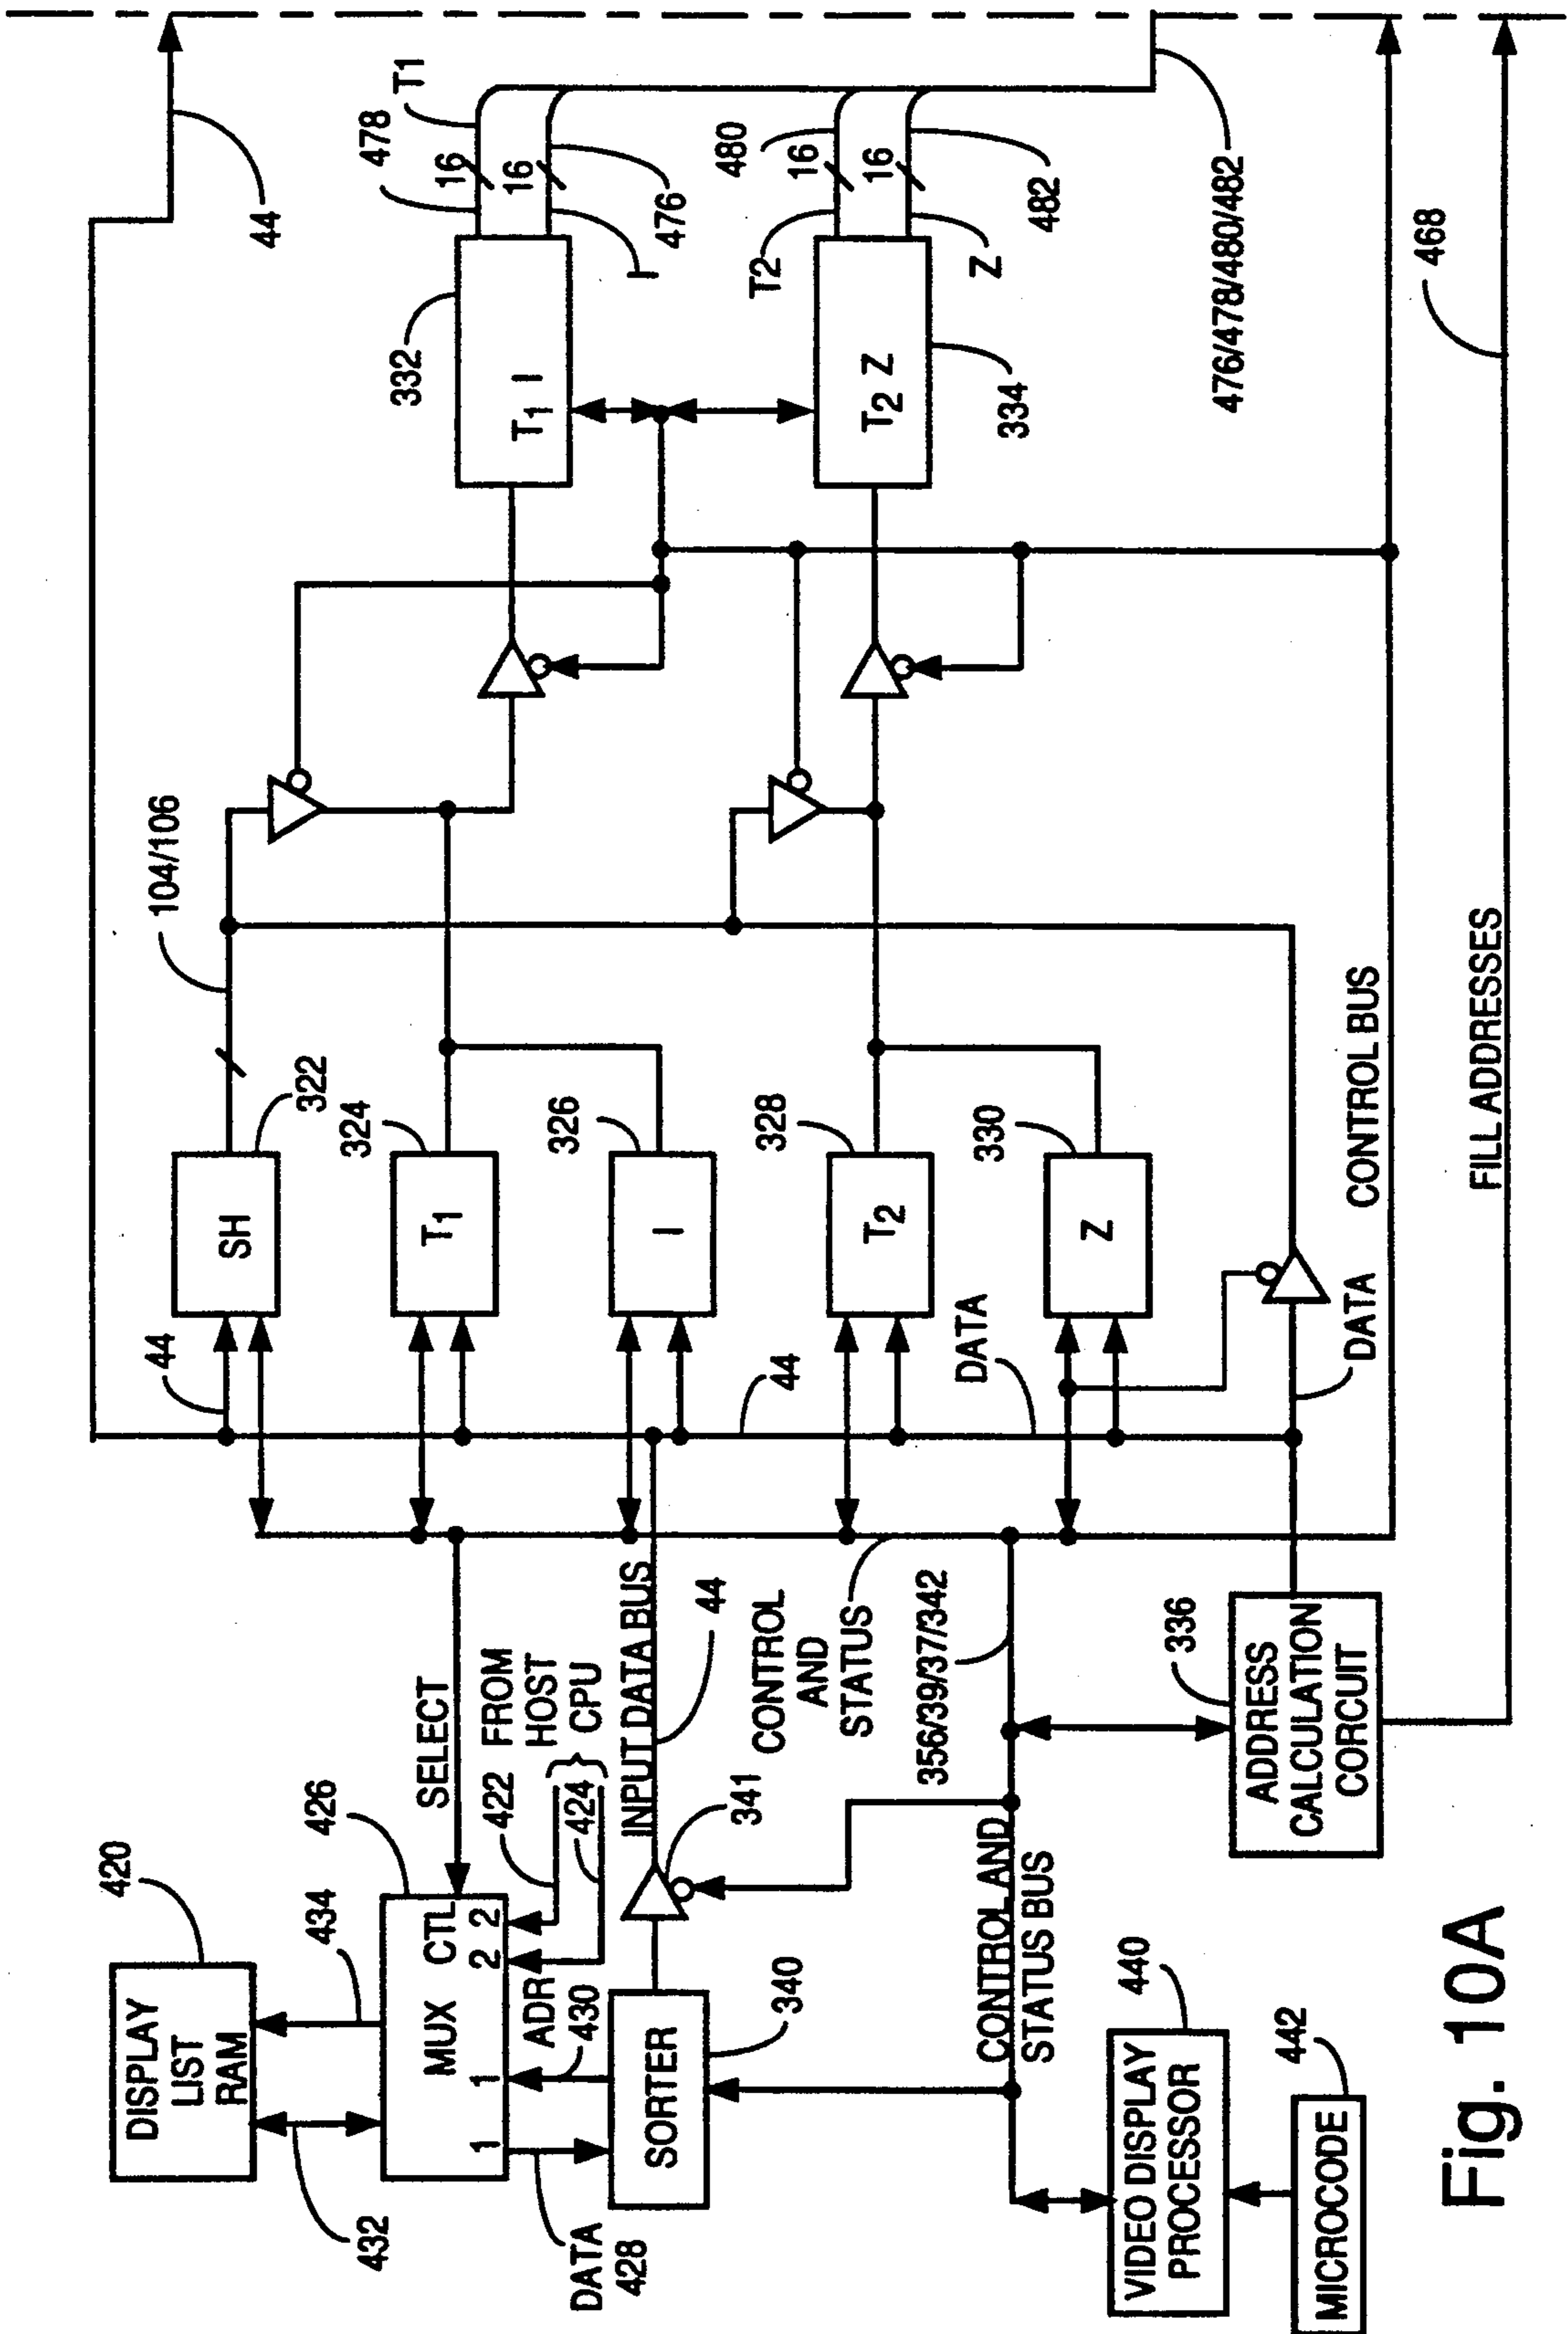 DISPLAY
LIST
RAM
420
432
434
426
MUX
CTL
1
1
2
2
SELECT
422
424
FROM
HOST
CPU
DATA
428
ADR
430
SORTER
340
341
INPUT DATA BUS
44
CONTROL
AND
STATUS
356/39/37/342
CONTROL AND
STATUS BUS
VIDEO DISPLAY
PROCESSOR
440
MICROCODE
442
ADDRESS
CALCULATION
CORCUIT
336
44
SH
322
T1
324
I
326
T2
328
Z
330
44
DATA
DATA
CONTROL BUS
FILL ADDRESSES
104/106
T1 I
332
T2 Z
334
478
T1
16
16
I
476
T2
480
16
16
Z
482
44
476/478/480/482
468
Fig. 10A